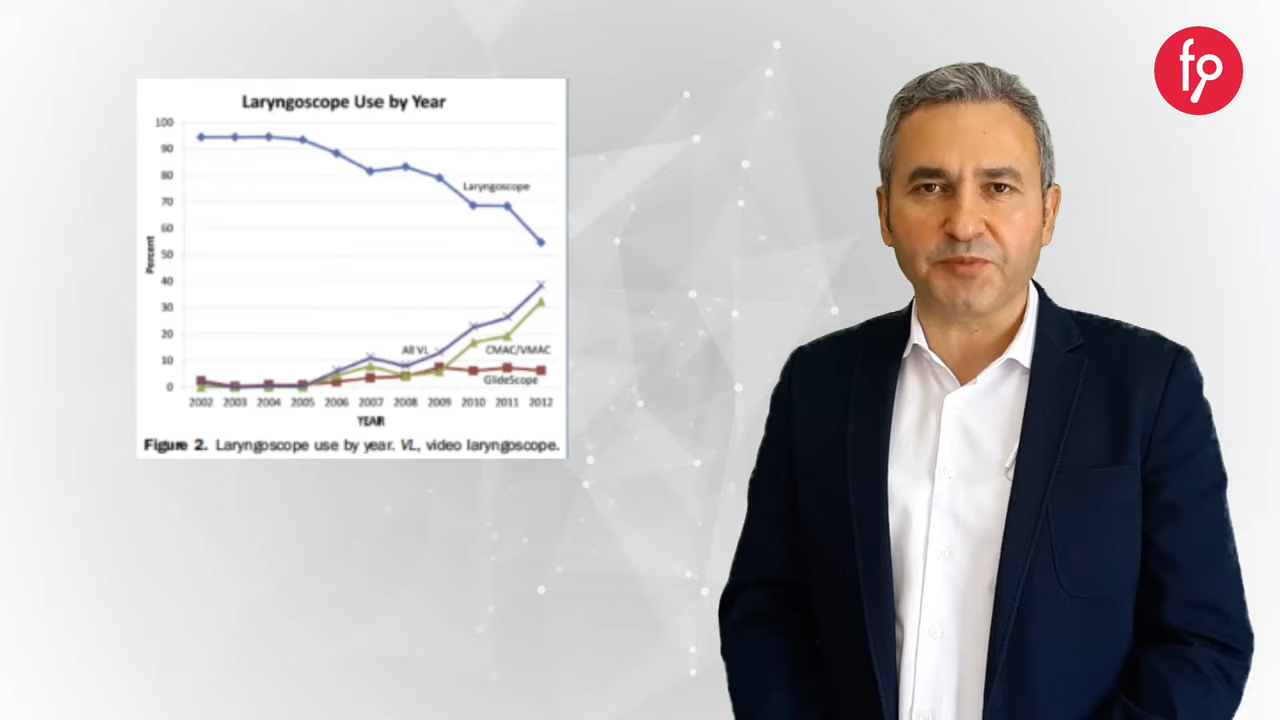 Laryngoscope Use by Year
100
90
80
70
60
50
40
30
20
10
0
Percent
Laryngoscope
All VL
CMAC/VMAC
GlideScope
2002 2003 2004 2005 2006 2007 2008 2009 2010 2011 2012
YEAR
Figure 2. Laryngoscope use by year. VL, video laryngoscope.
fp